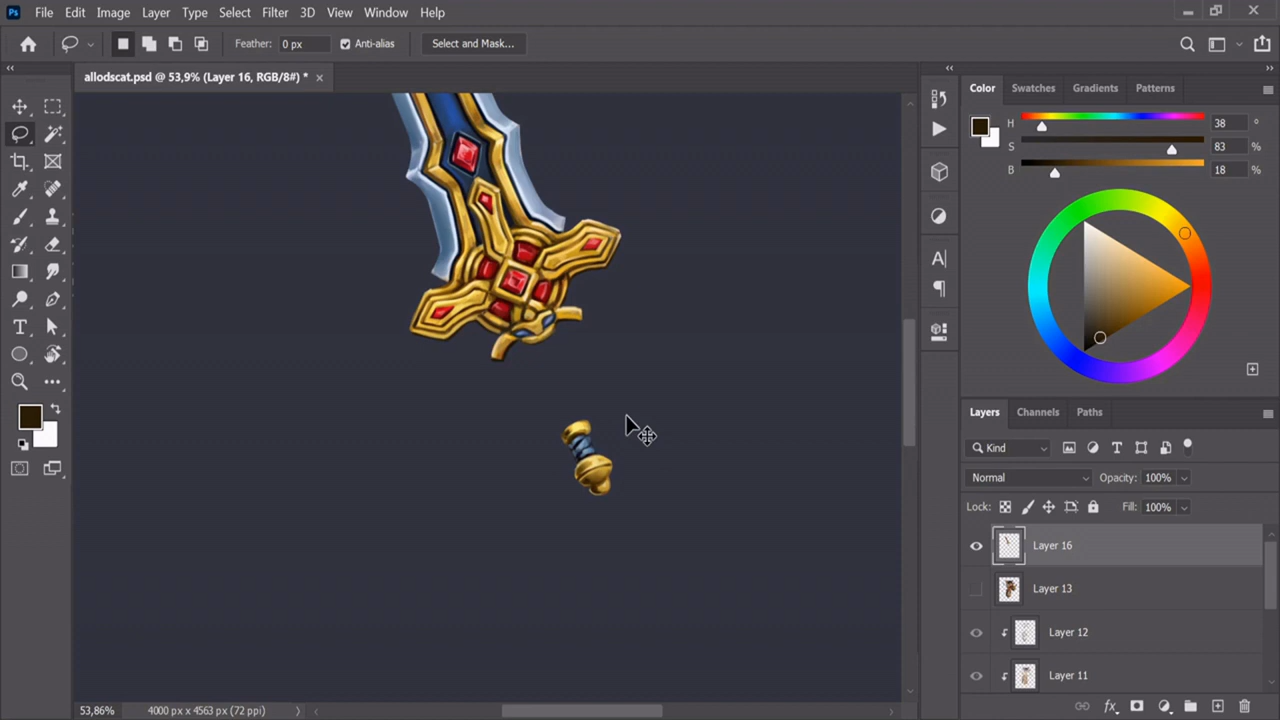 Ps File Edit Image Layer Type Select Filter 3D View Window Help
Feather: 0 px Anti-alias Select and Mask...
allodscat.psd @ 53,9% (Layer 16, RGB/8#) * ×
Color Swatches Gradients Patterns
H 38 °
S 83 %
B 18 %
Layers Channels Paths
Kind
Normal Opacity: 100%
Lock: Fill: 100%
Layer 16
Layer 13
Layer 12
Layer 11
fx
53,86% 4000 px x 4563 px (72 ppi)